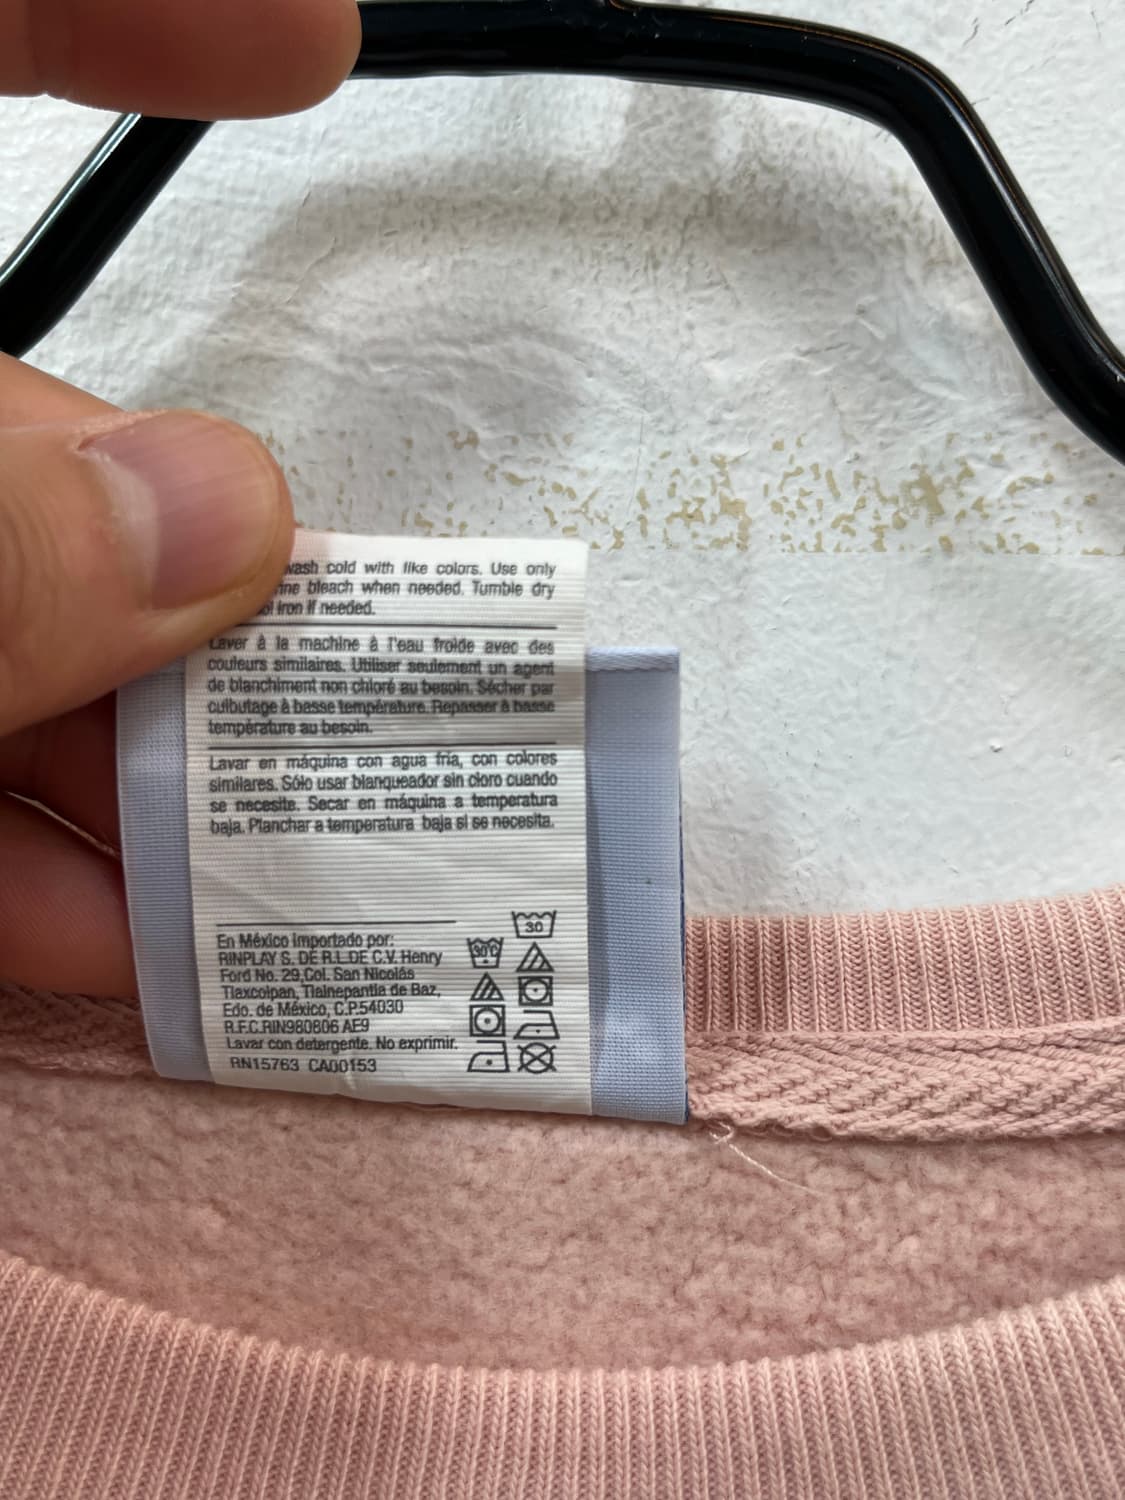 wash cold with like colors. Use only
bleach when needed. Tumble dry
iron if needed.
Laver à la machine à l'eau froide avec des
couleurs similaires. Utiliser seulement un agent
de blanchiment non chloré au besoin. Sécher par
culbutage à basse température. Repasser à basse
température au besoin.
Lavar en máquina con agua fría, con colores
similares. Sólo usar blanqueador sin cloro cuando
se necesite. Secar en máquina a temperatura
baja. Planchar a temperatura baja si se necesita.
En México importado por:
RINPLAY S. DE R.L.DE C.V. Henry
Ford No. 29,Col. San Nicolás
Tlaxcolpan, Tlalnepantla de Baz,
Edo. de México, C.P.54030
R.F.C.RIN980806 AE9
Lavar con detergente. No exprimir.
RN15763 CA00153
30
30°C